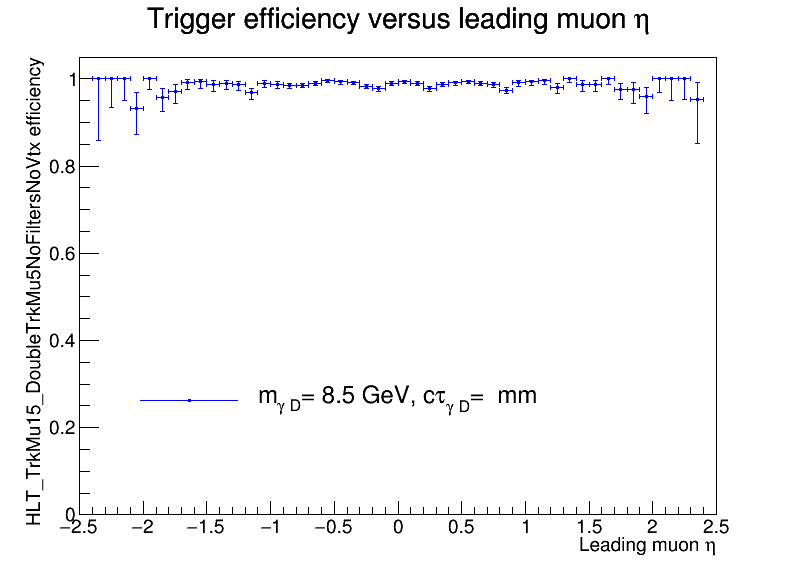 Trigger efficiency versus leading muon η
HLT_TrkMu15_DoubleTrkMu5NoFiltersNoVtx efficiency
1
0.8
0.6
0.4
0.2
0
m_γ D= 8.5 GeV, cτ_γ D= mm
−2.5 −2 −1.5 −1 −0.5 0 0.5 1 1.5 2 2.5
Leading muon η